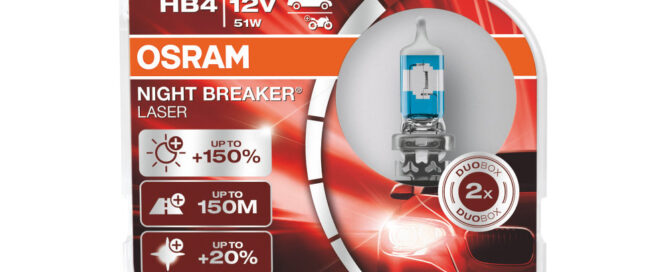 HB4 12V
51W
OSRAM
NIGHT BREAKER®
LASER
UP TO
+150%
UP TO
150M
UP TO
+20%
DUOBOX
2x
DUOBOX